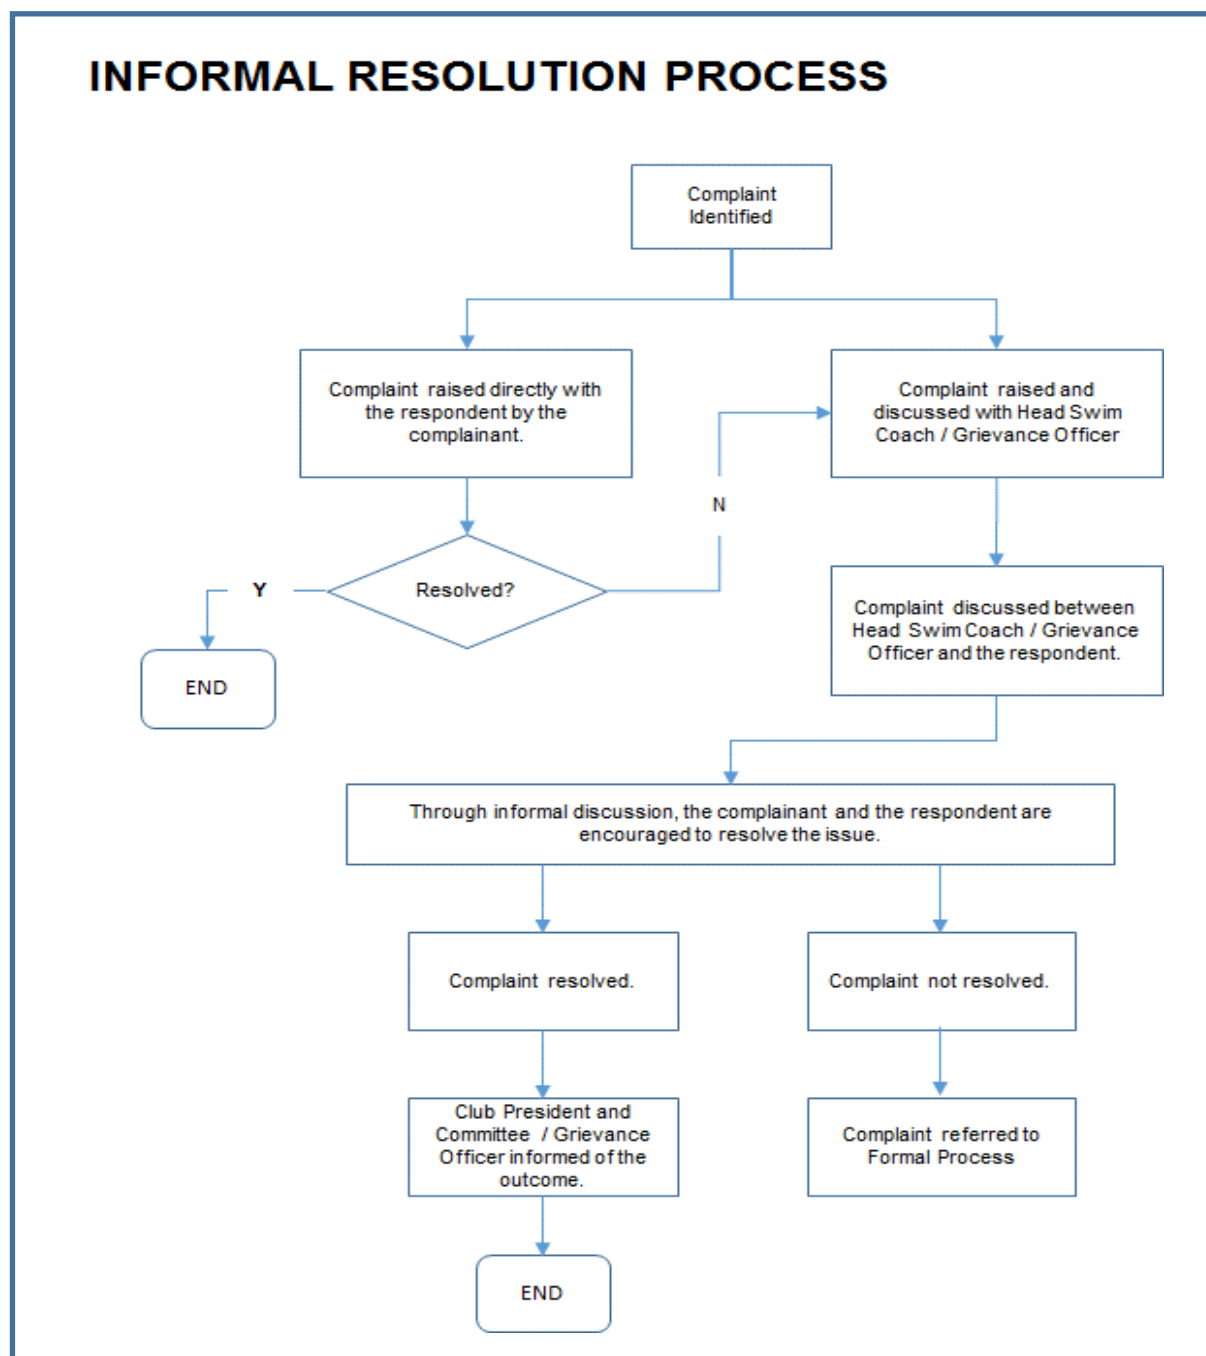 INFORMAL RESOLUTION PROCESS
Complaint
Identified
Complaint raised directly with
the respondent by the
complainant.
Complaint raised and
discussed with Head Swim
Coach / Grievance Officer
N
Resolved?
Y
END
Complaint discussed between
Head Swim Coach / Grievance
Officer and the respondent.
Through informal discussion, the complainant and the respondent are
encouraged to resolve the issue.
Complaint resolved.
Complaint not resolved.
Club President and
Committee / Grievance
Officer informed of the
outcome.
Complaint referred to
Formal Process
END